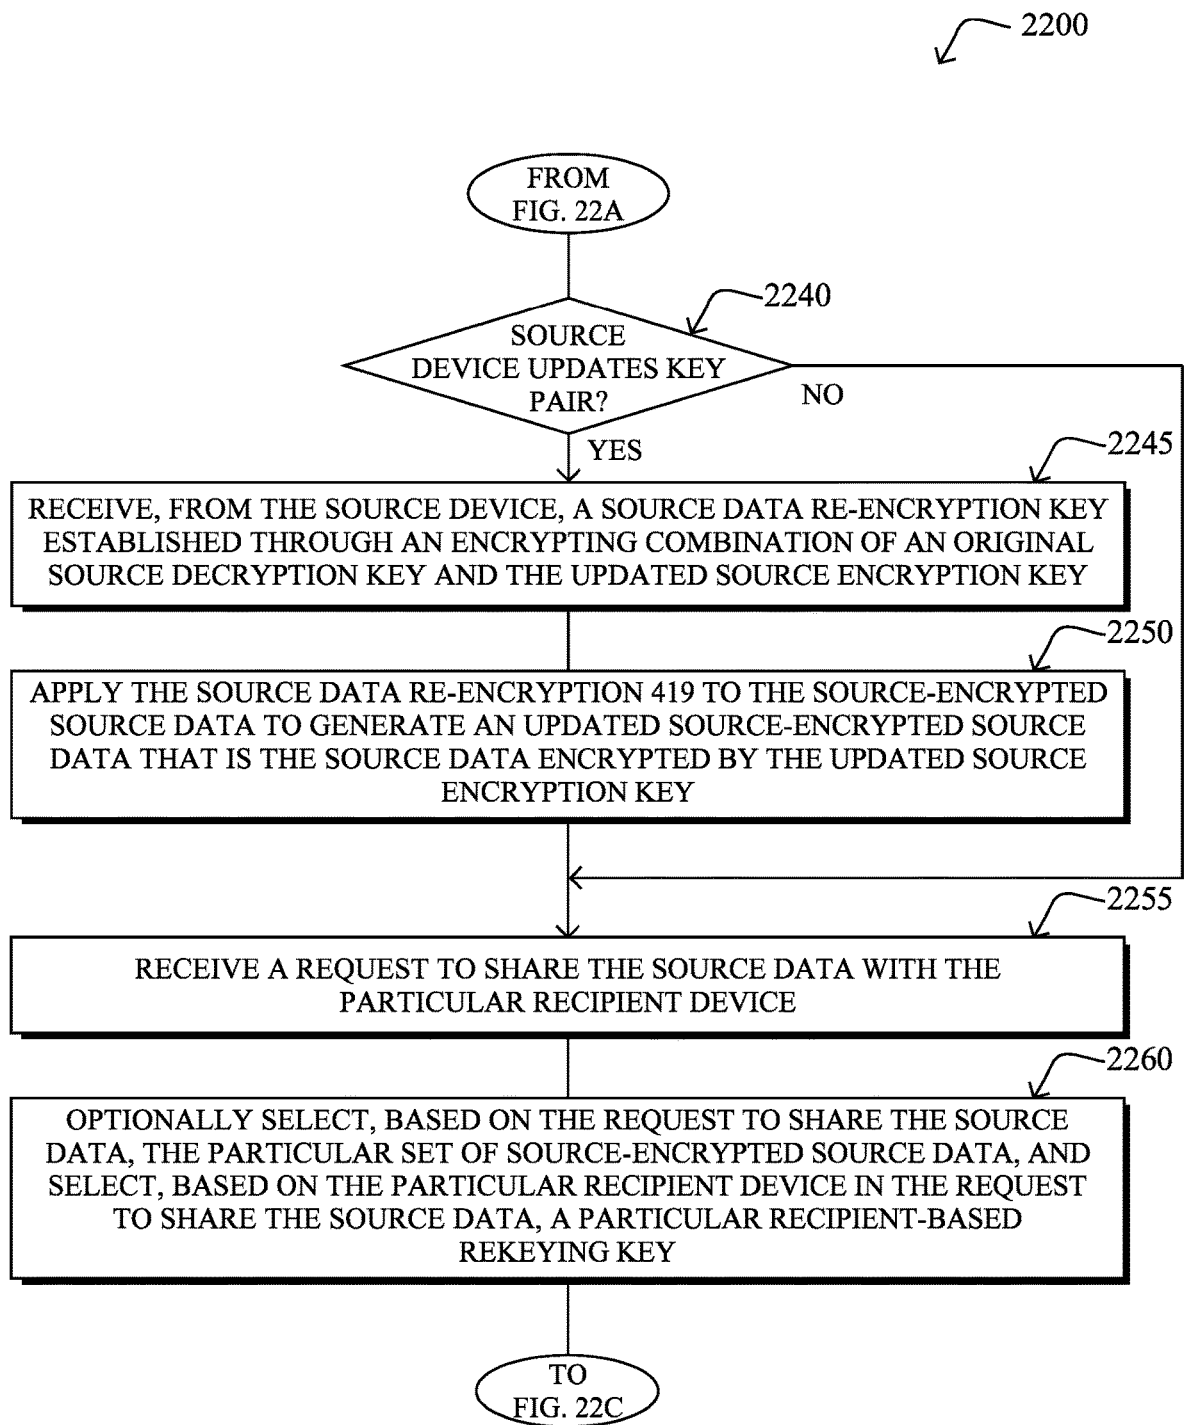 2200
FROM
FIG. 22A
2240
SOURCE
DEVICE UPDATES KEY
PAIR?
NO
YES
2245
RECEIVE, FROM THE SOURCE DEVICE, A SOURCE DATA RE-ENCRYPTION KEY
ESTABLISHED THROUGH AN ENCRYPTING COMBINATION OF AN ORIGINAL
SOURCE DECRYPTION KEY AND THE UPDATED SOURCE ENCRYPTION KEY
2250
APPLY THE SOURCE DATA RE-ENCRYPTION 419 TO THE SOURCE-ENCRYPTED
SOURCE DATA TO GENERATE AN UPDATED SOURCE-ENCRYPTED SOURCE
DATA THAT IS THE SOURCE DATA ENCRYPTED BY THE UPDATED SOURCE
ENCRYPTION KEY
2255
RECEIVE A REQUEST TO SHARE THE SOURCE DATA WITH THE
PARTICULAR RECIPIENT DEVICE
2260
OPTIONALLY SELECT, BASED ON THE REQUEST TO SHARE THE SOURCE
DATA, THE PARTICULAR SET OF SOURCE-ENCRYPTED SOURCE DATA, AND
SELECT, BASED ON THE PARTICULAR RECIPIENT DEVICE IN THE REQUEST
TO SHARE THE SOURCE DATA, A PARTICULAR RECIPIENT-BASED
REKEYING KEY
TO
FIG. 22C